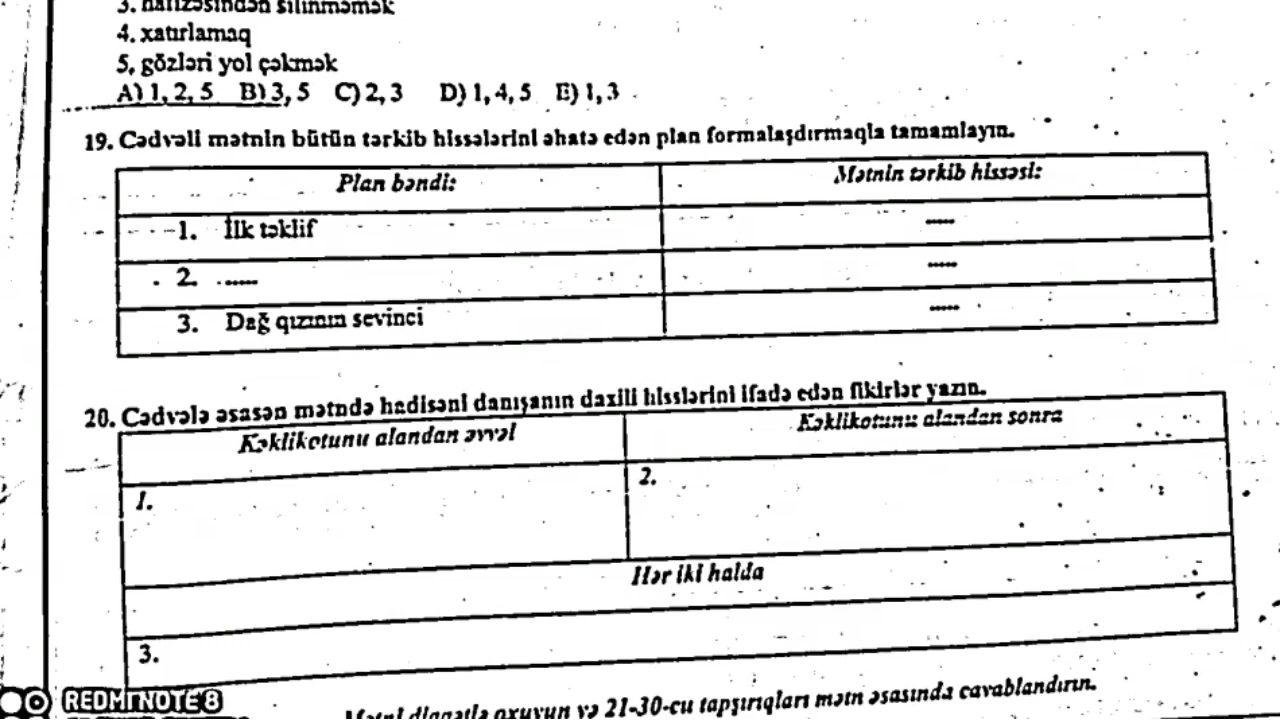 3. hafizəsindən silinməmək
4. xatırlamaq
5. gözləri yol çəkmək
A) 1, 2, 5 B) 3, 5 C) 2, 3 D) 1, 4, 5 E) 1, 3
19. Cədvəli mətnin bütün tərkib hissələrini əhatə edən plan formalaşdırmaqla tamamlayın.
Plan bəndi: Mətnin tərkib hissəsi:
1. İlk təklif .....
2. ..... .....
3. Dağ qızının sevinci .....
20. Cədvələ əsasən mətndə hadisəni danışanın daxili hisslərini ifadə edən fikirlər yazın.
Kəklikotunu alandan əvvəl Kəklikotunu alandan sonra
1. 2.
Hər iki halda
3.
Mətni diqqətlə oxuyun və 21-30-cu tapşırıqları mətn əsasında cavablandırın.
REDMI NOTE 8